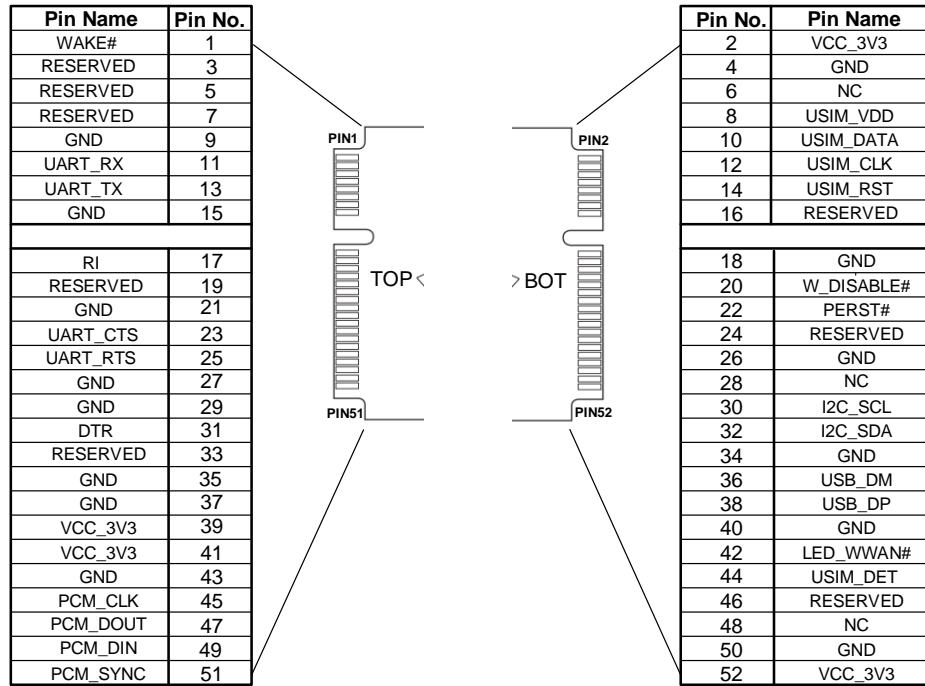 Pin Name Pin No.
WAKE# 1
RESERVED 3
RESERVED 5
RESERVED 7
GND 9
UART_RX 11
UART_TX 13
GND 15
RI 17
RESERVED 19
GND 21
UART_CTS 23
UART_RTS 25
GND 27
GND 29
DTR 31
RESERVED 33
GND 35
GND 37
VCC_3V3 39
VCC_3V3 41
GND 43
PCM_CLK 45
PCM_DOUT 47
PCM_DIN 49
PCM_SYNC 51
PIN1
TOP
PIN51
PIN2
BOT
PIN52
Pin No. Pin Name
2 VCC_3V3
4 GND
6 NC
8 USIM_VDD
10 USIM_DATA
12 USIM_CLK
14 USIM_RST
16 RESERVED
18 GND
20 W_DISABLE#
22 PERST#
24 RESERVED
26 GND
28 NC
30 I2C_SCL
32 I2C_SDA
34 GND
36 USB_DM
38 USB_DP
40 GND
42 LED_WWAN#
44 USIM_DET
46 RESERVED
48 NC
50 GND
52 VCC_3V3